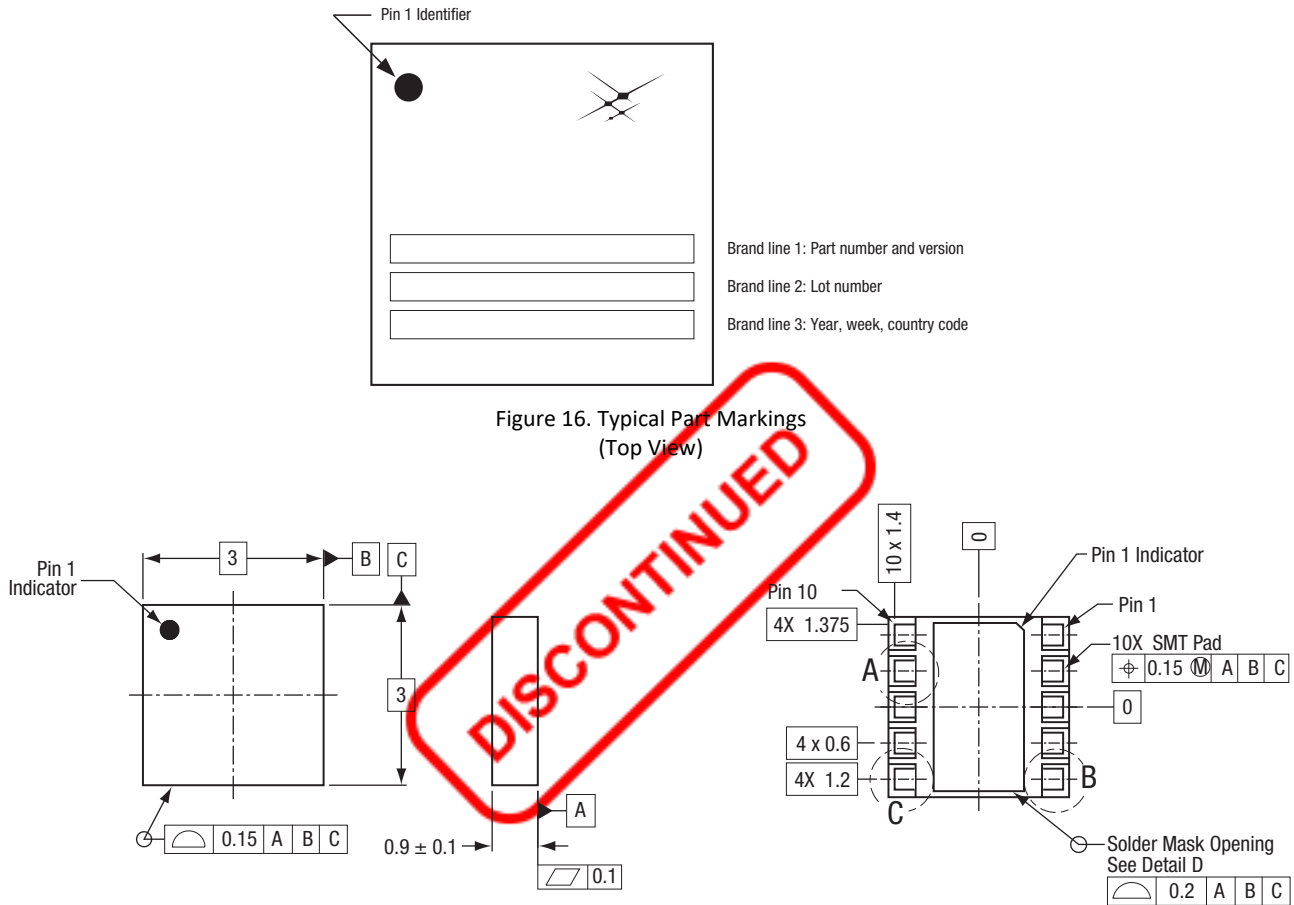 Pin 1 Identifier
Brand line 1: Part number and version
Brand line 2: Lot number
Brand line 3: Year, week, country code
Figure 16. Typical Part Markings
(Top View)
DISCONTINUED
Pin 1
Indicator
3
B
C
3
0.15 A B C
0.9 ± 0.1
A
0.1
10 x 1.4
0
Pin 1 Indicator
Pin 10
Pin 1
4X 1.375
10X SMT Pad
0.15 Ⓜ A B C
A
0
4 x 0.6
4X 1.2
B
C
Solder Mask Opening
See Detail D
0.2 A B C